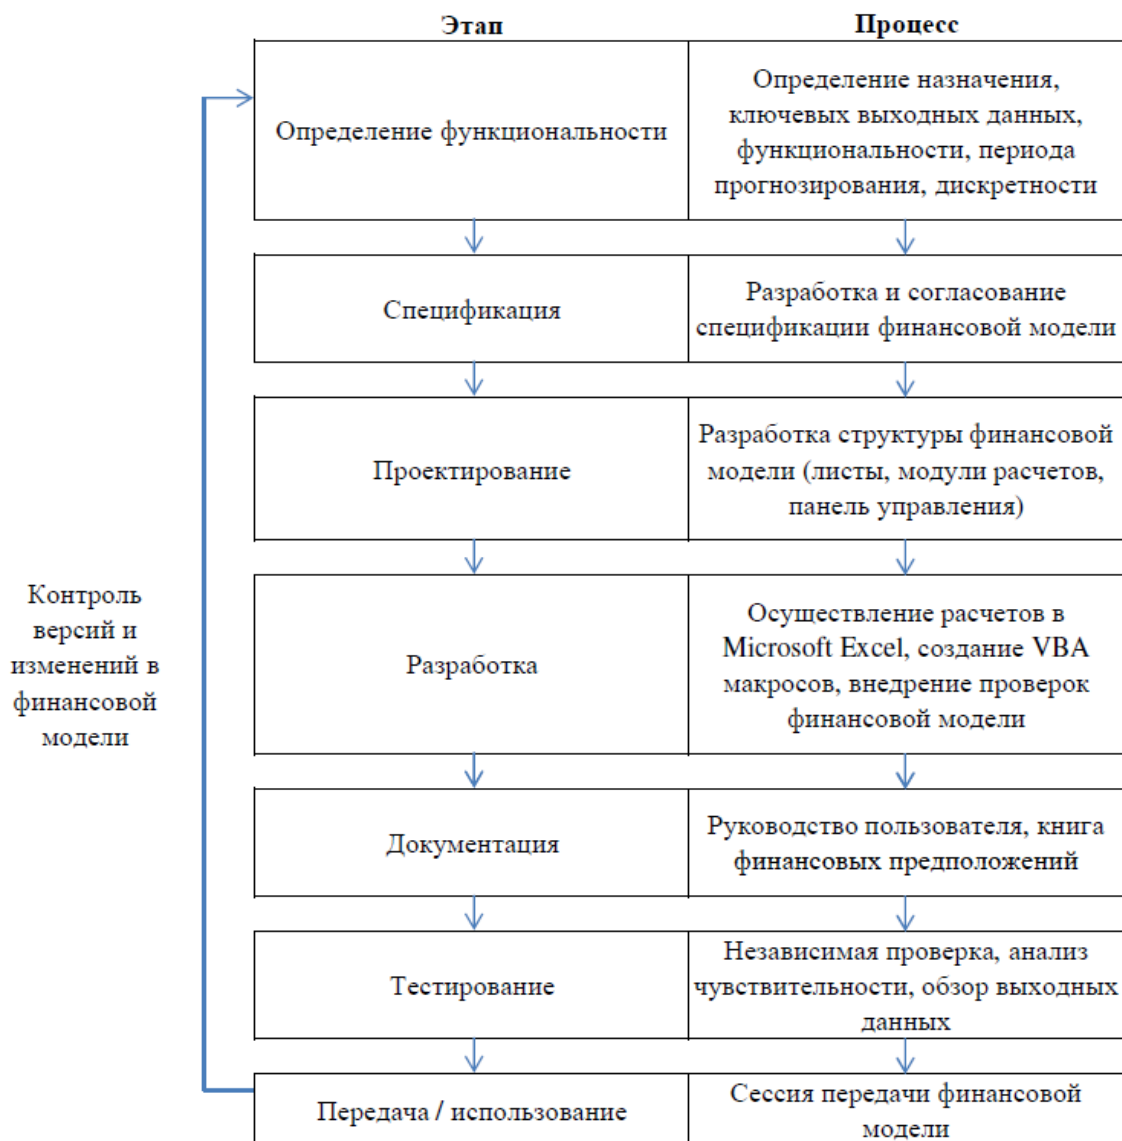 Этап
Процесс
Определение функциональности
Определение назначения,
ключевых выходных данных,
функциональности, периода
прогнозирования, дискретности
Спецификация
Разработка и согласование
спецификации финансовой модели
Проектирование
Разработка структуры финансовой
модели (листы, модули расчетов,
панель управления)
Контроль
версий и
изменений в
финансовой
модели
Разработка
Осуществление расчетов в
Microsoft Excel, создание VBA
макросов, внедрение проверок
финансовой модели
Документация
Руководство пользователя, книга
финансовых предположений
Тестирование
Независимая проверка, анализ
чувствительности, обзор выходных
данных
Передача / использование
Сессия передачи финансовой
модели